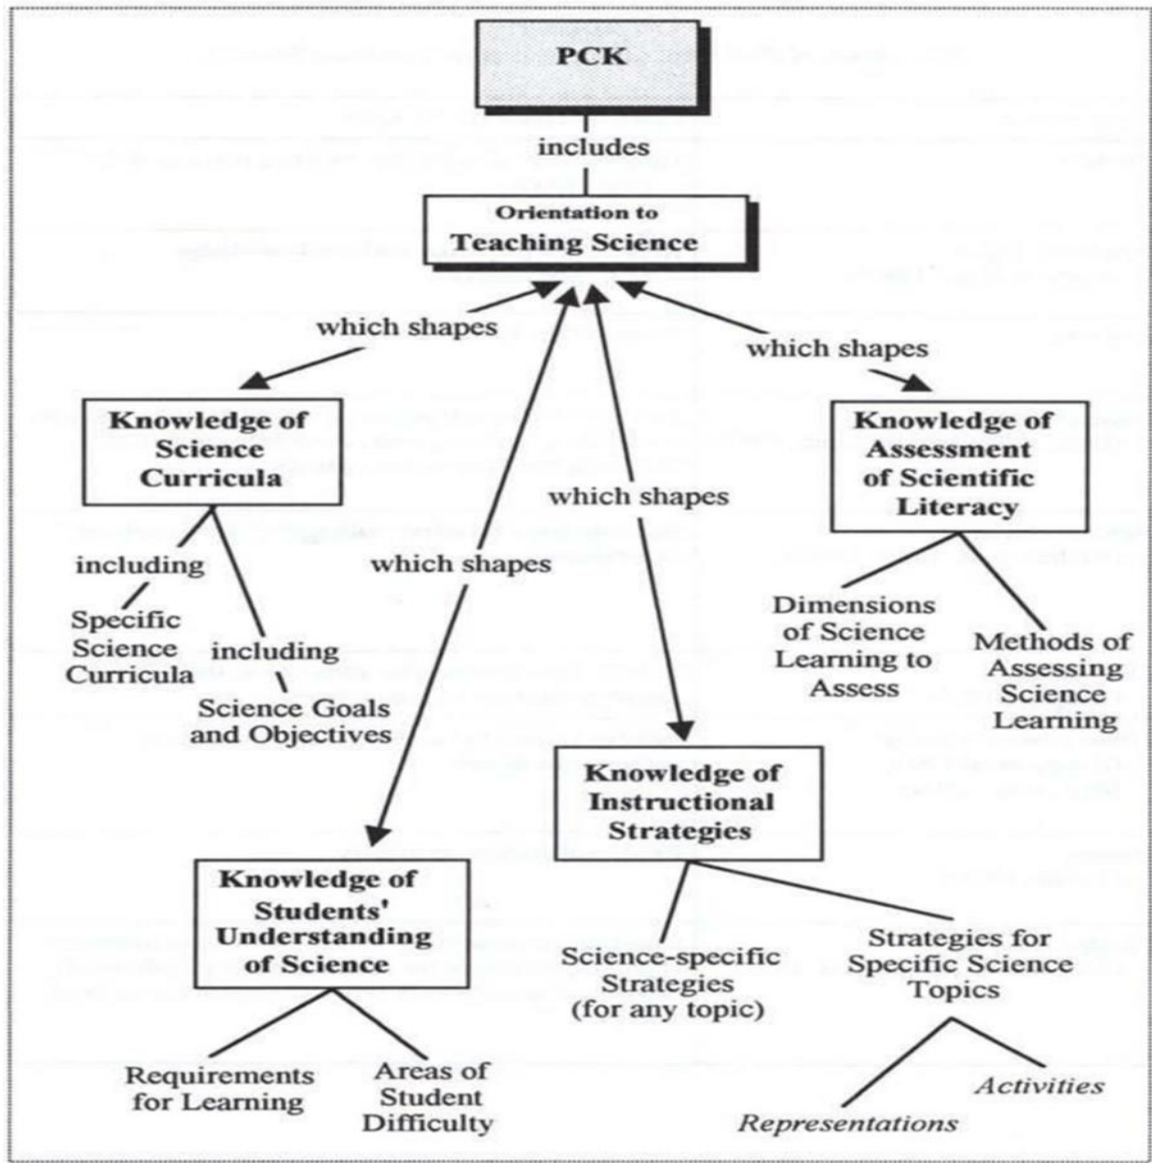 PCK
includes
Orientation to
Teaching Science
which shapes
which shapes
Knowledge of
Science
Curricula
Knowledge of
Assessment
of Scientific
Literacy
which shapes
which shapes
including
Specific
Science
Curricula
including
Science Goals
and Objectives
Dimensions
of Science
Learning to
Assess
Methods of
Assessing
Science
Learning
Knowledge of
Instructional
Strategies
Knowledge of
Students'
Understanding
of Science
Science-specific
Strategies
(for any topic)
Strategies for
Specific Science
Topics
Requirements
for Learning
Areas of
Student
Difficulty
Activities
Representations